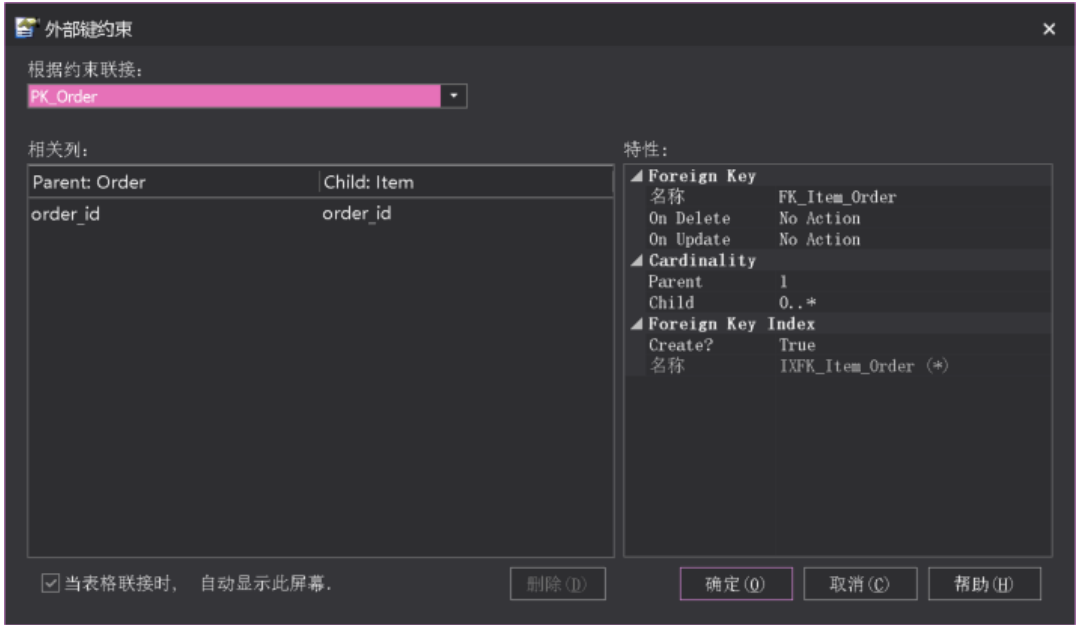 外部键约束
根据约束联接:
PK_Order
相关列:
Parent: Order Child: Item
order_id order_id
特性:
Foreign Key
名称 FK_Item_Order
On Delete No Action
On Update No Action
Cardinality
Parent 1
Child 0..*
Foreign Key Index
Create? True
名称 IXFK_Item_Order (*)
当表格联接时, 自动显示此屏幕.
删除(D) 确定(O) 取消(C) 帮助(H)